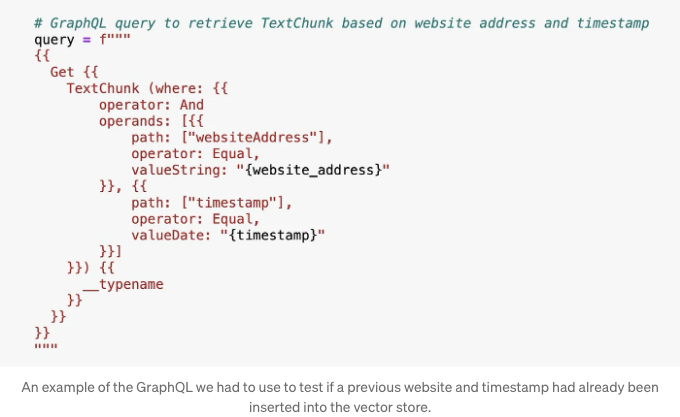 # GraphQL query to retrieve TextChunk based on website address and timestamp
query = f"""
{{
  Get {{
    TextChunk (where: {{
        operator: And
        operands: [{{
            path: ["websiteAddress"],
            operator: Equal,
            valueString: "{website_address}"
        }}, {{
            path: ["timestamp"],
            operator: Equal,
            valueDate: "{timestamp}"
        }}]
    }}) {{
      __typename
    }}
  }}
}}
"""
An example of the GraphQL we had to use to test if a previous website and timestamp had already been
inserted into the vector store.